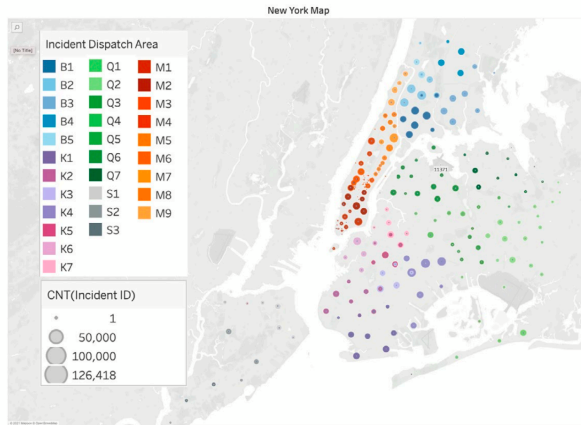 New York Map
[No Title]
Incident Dispatch Area
B1 Q1 M1
B2 Q2 M2
B3 Q3 M3
B4 Q4 M4
B5 Q5 M5
K1 Q6 M6
K2 Q7 M7
K3 S1 M8
K4 S2 M9
K5 S3
K6
K7
CNT(Incident ID)
1
50,000
100,000
126,418